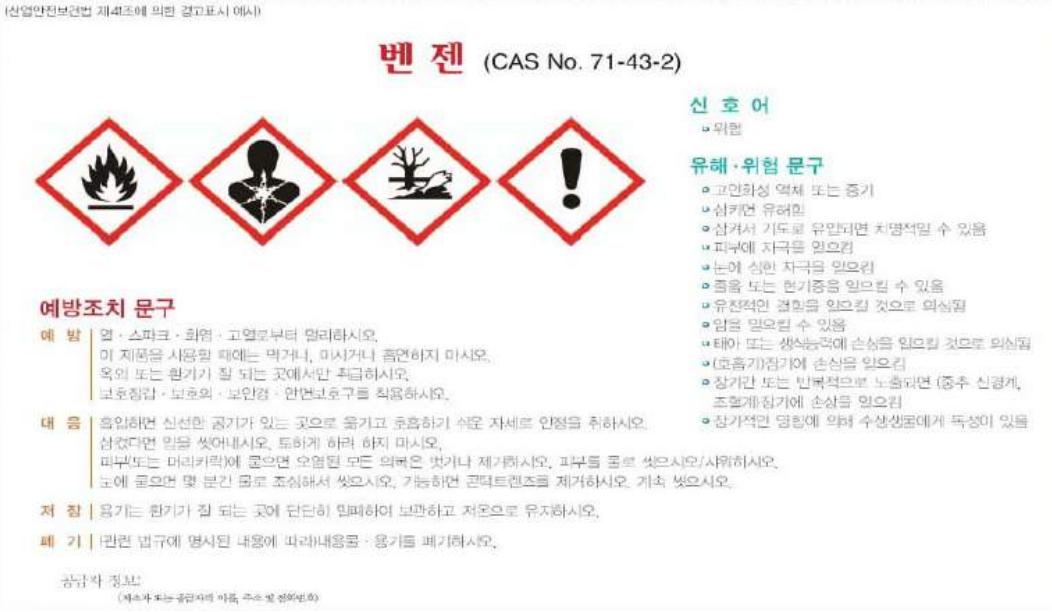 (산업안전보건법 제41조에 의한 경고표시 예시)
벤 젠 (CAS No. 71-43-2)
신 호 어
위험
유해·위험 문구
고인화성 액체 또는 증기
삼키면 유해함
삼켜서 기도로 유입되면 치명적일 수 있음
피부에 자극을 일으킴
눈에 심한 자극을 일으킴
졸음 또는 현기증을 일으킬 수 있음
유전적인 결함을 일으킬 것으로 의심됨
암을 일으킬 수 있음
태아 또는 생식능력에 손상을 일으킬 것으로 의심됨
(호흡기)장기에 손상을 일으킴
장기간 또는 반복적으로 노출되면 (중추 신경계,
조혈계)장기에 손상을 일으킴
장기적인 영향에 의해 수생생물에게 독성이 있음
예방조치 문구
예 방 | 열·스파크·화염·고열로부터 멀리하시오.
이 제품을 사용할 때에는 먹거나, 마시거나 흡연하지 마시오.
옥외 또는 환기가 잘 되는 곳에서만 취급하시오.
보호장갑·보호의·보안경·안면보호구를 착용하시오.
대 응 | 흡입하면 신선한 공기가 있는 곳으로 옮기고 호흡하기 쉬운 자세로 안정을 취하시오.
삼켰다면 입을 씻어내시오. 토하게 하려 하지 마시오.
피부(또는 머리카락)에 묻으면 오염된 모든 의복은 벗거나 제거하시오. 피부를 물로 씻으시오/샤워하시오.
눈에 묻으면 몇 분간 물로 조심해서 씻으시오. 가능하면 콘택트렌즈를 제거하시오. 계속 씻으시오.
저 장 | 용기는 환기가 잘 되는 곳에 단단히 밀폐하여 보관하고 저온으로 유지하시오.
폐 기 | (관련 법규에 명시된 내용에 따라)내용물·용기를 폐기하시오.
공급자 정보:
(제조자 또는 공급자의 이름, 주소 및 전화번호)